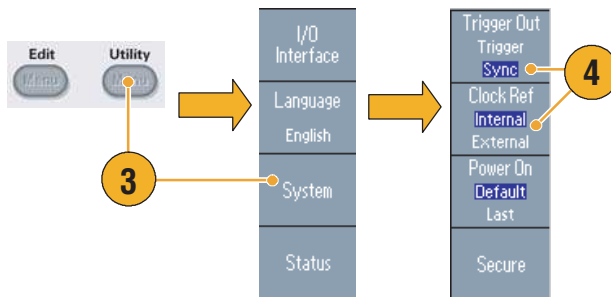 Edit
Utility
Menu
Menu
3
I/O
Interface
Language
English
System
Status
Trigger Out
Trigger
Sync
Clock Ref
Internal
External
Power On
Default
Last
Secure
4